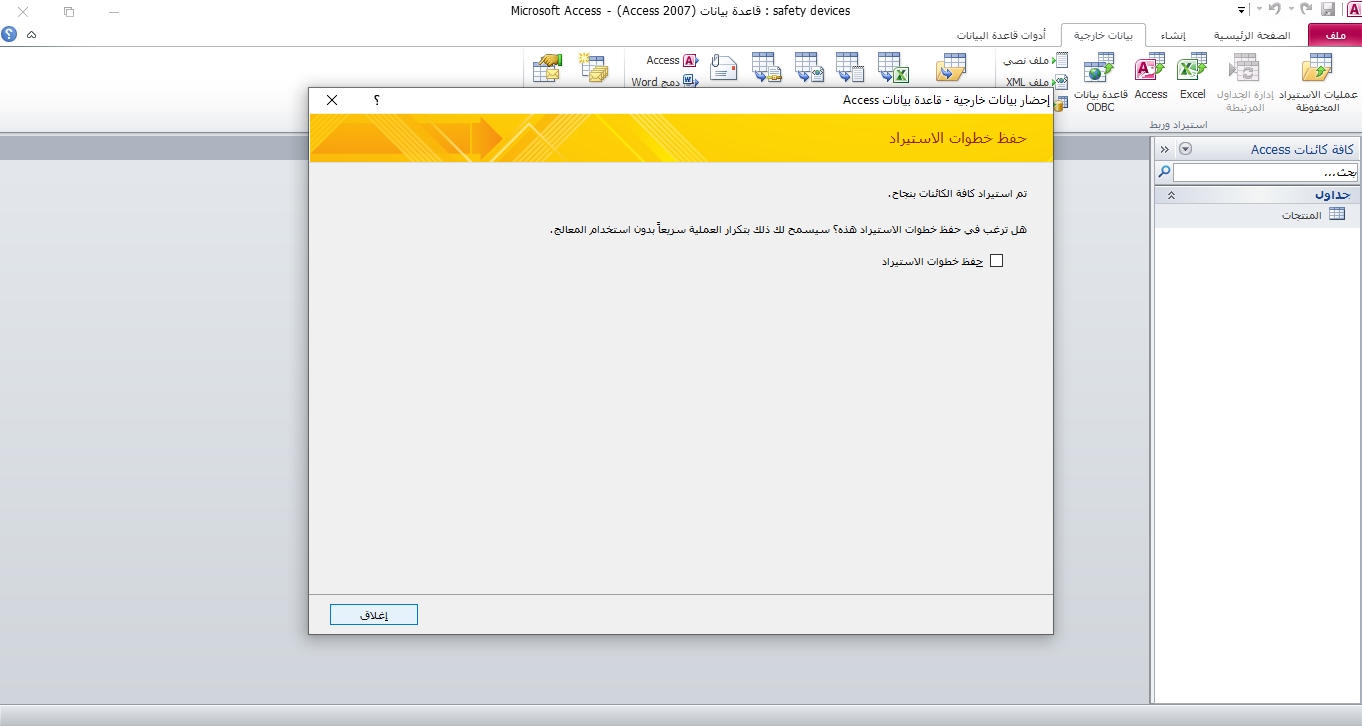 safety devices : قاعدة بيانات (Access 2007) - Microsoft Access
ملف
الصفحة الرئيسية
إنشاء
بيانات خارجية
أدوات قاعدة البيانات
عمليات الاستيراد المحفوظة
إدارة الجداول المرتبطة
Excel
Access
قاعدة بيانات ODBC
ملف نصي
ملف XML
Access
دمج Word
استيراد وربط
إحضار بيانات خارجية - قاعدة بيانات Access
؟
حفظ خطوات الاستيراد
تم استيراد كافة الكائنات بنجاح.
هل ترغب في حفظ خطوات الاستيراد هذه؟ سيسمح لك ذلك بتكرار العملية سريعاً بدون استخدام المعالج.
حفظ خطوات الاستيراد
إغلاق
كافة كائنات Access
بحث...
جداول
المنتجات